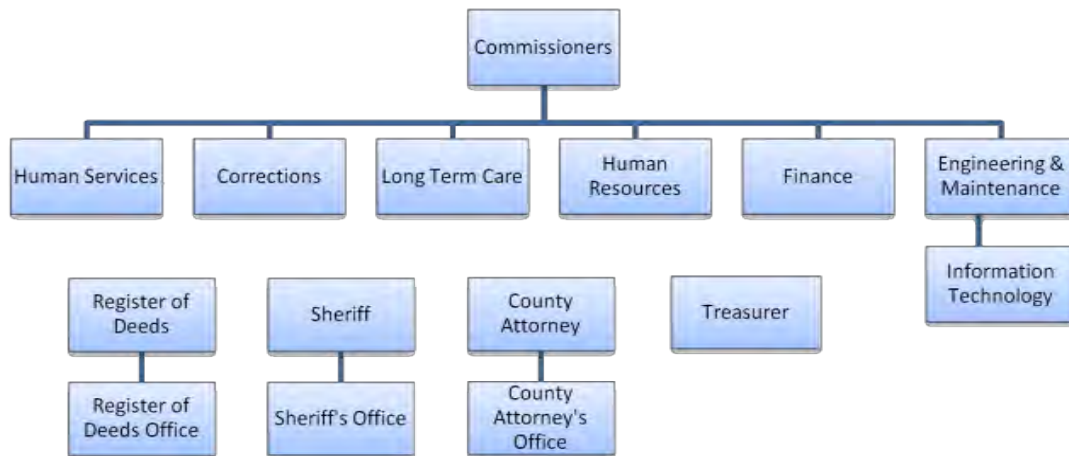 Commissioners
Human Services
Corrections
Long Term Care
Human
Resources
Finance
Engineering &
Maintenance
Information
Technology
Register of
Deeds
Sheriff
County
Attorney
Treasurer
Register of
Deeds Office
Sheriff's Office
County
Attorney's
Office